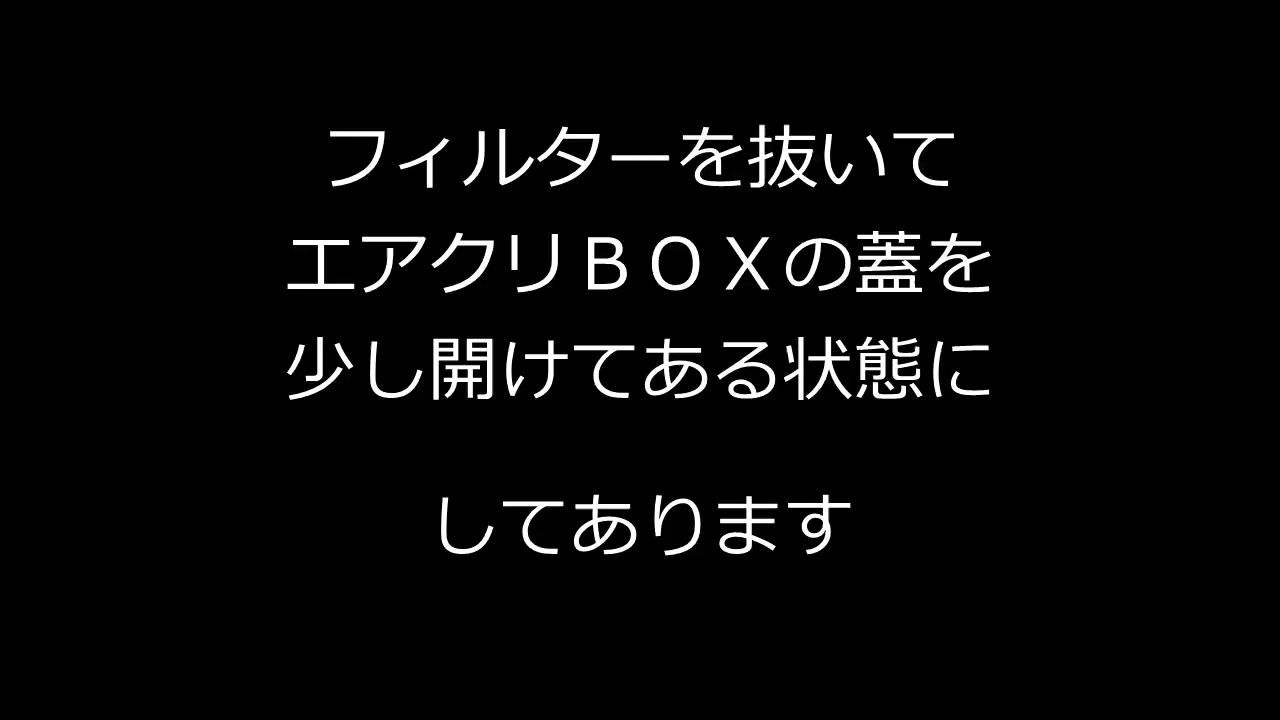 フィルターを抜いて
エアクリＢＯＸの蓋を
少し開けてある状態に
してあります